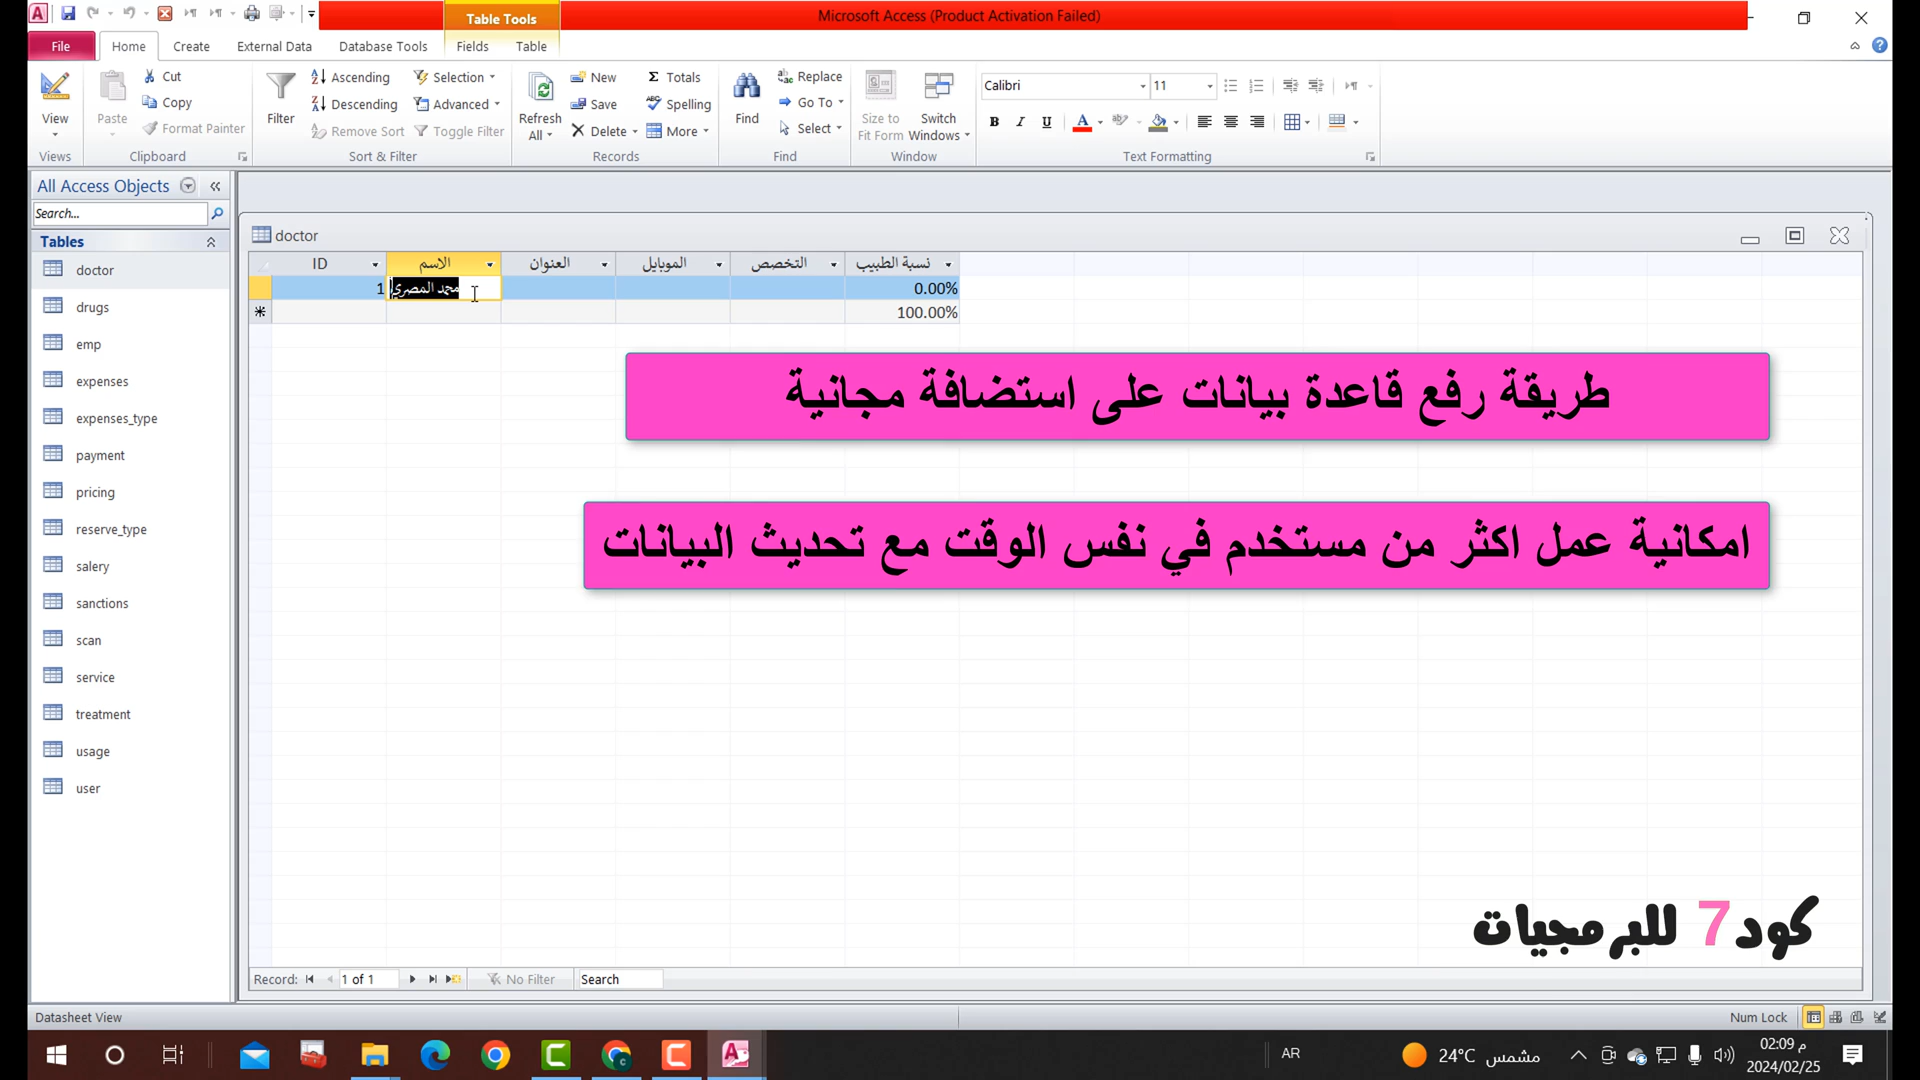 Table Tools
Microsoft Access (Product Activation Failed)
File
Home
Create
External Data
Database Tools
Fields
Table
View
Views
Paste
Cut
Copy
Format Painter
Clipboard
Filter
Ascending
Descending
Remove Sort
Selection
Advanced
Toggle Filter
Sort & Filter
Refresh
All
New
Save
Delete
Totals
Spelling
More
Records
Find
Replace
Go To
Select
Find
Size to
Fit Form
Switch
Windows
Window
Calibri
11
B I U
Text Formatting
All Access Objects
Search...
Tables
doctor
drugs
emp
expenses
expenses_type
payment
pricing
reserve_type
salery
sanctions
scan
service
treatment
usage
user
doctor
ID
الاسم
العنوان
الموبايل
التخصص
نسبة الطبيب
1
محمد المصري
0.00%
100.00%
طريقة رفع قاعدة بيانات على استضافة مجانية
امكانية عمل اكثر من مستخدم في نفس الوقت مع تحديث البيانات
كود7 للبرمجيات
Record:
1 of 1
No Filter
Search
Datasheet View
Num Lock
AR
24°C مشمس
02:09 م
2024/02/25